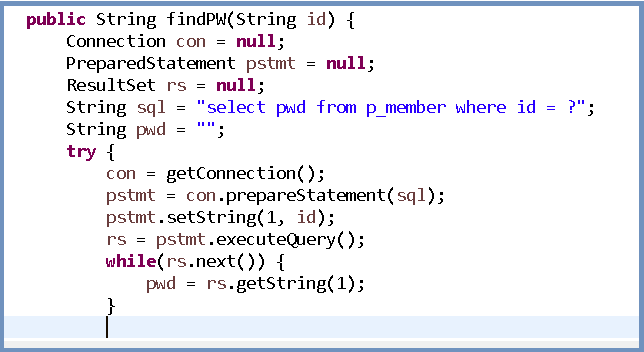 public String findPW(String id) {
Connection con = null;
PreparedStatement pstmt = null;
ResultSet rs = null;
String sql = "select pwd from p_member where id = ?";
String pwd = "";
try {
con = getConnection();
pstmt = con.prepareStatement(sql);
pstmt.setString(1, id);
rs = pstmt.executeQuery();
while(rs.next()) {
pwd = rs.getString(1);
}